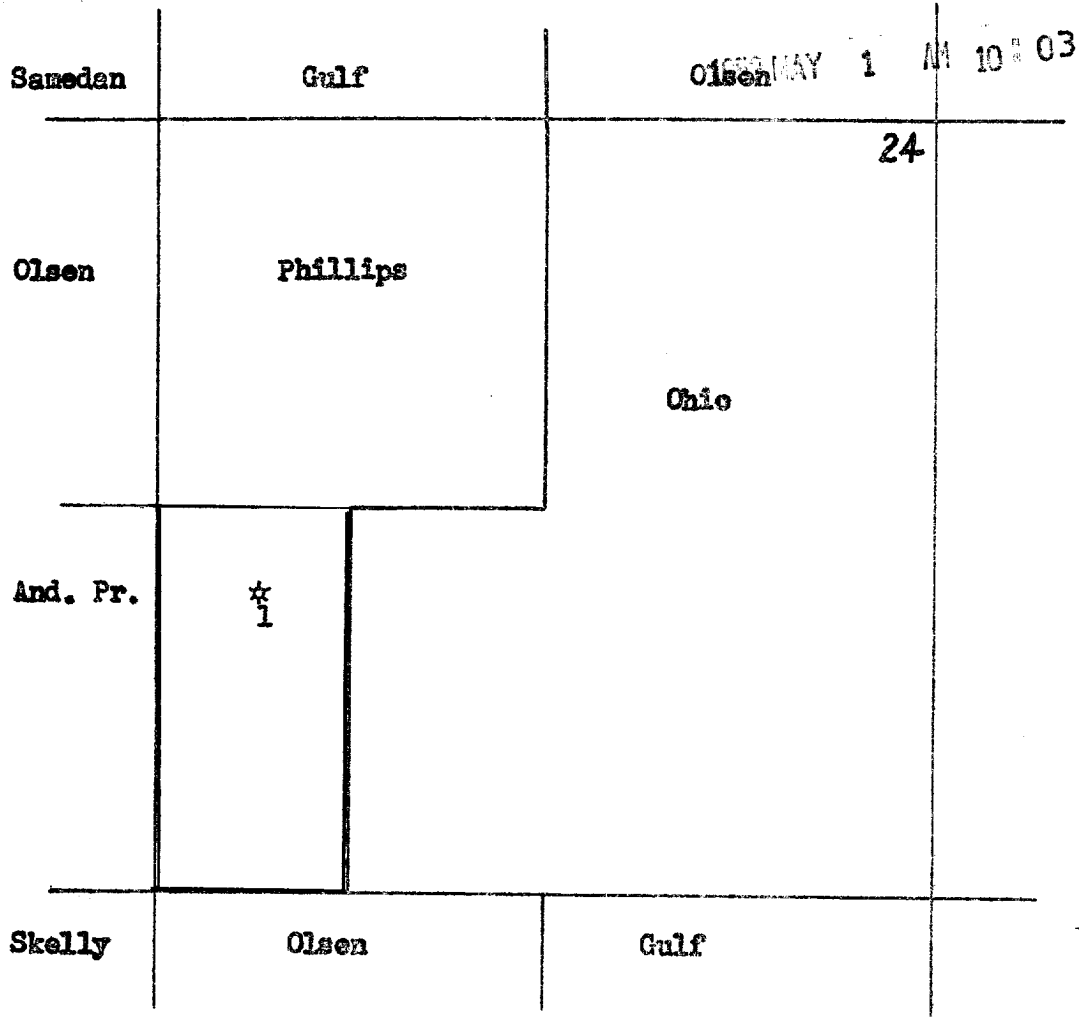 Samedan Gulf Olsen MAY 1 AM 10 03
24
Olsen Phillips
Ohio
And. Pr.
1
Skelly Olsen Gulf